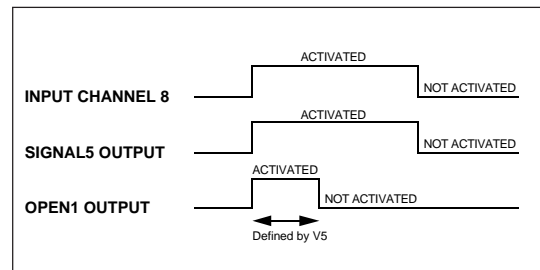 ACTIVATED
INPUT CHANNEL 8
NOT ACTIVATED
ACTIVATED
SIGNAL5 OUTPUT
NOT ACTIVATED
ACTIVATED
OPEN1 OUTPUT
NOT ACTIVATED
Defined by V5